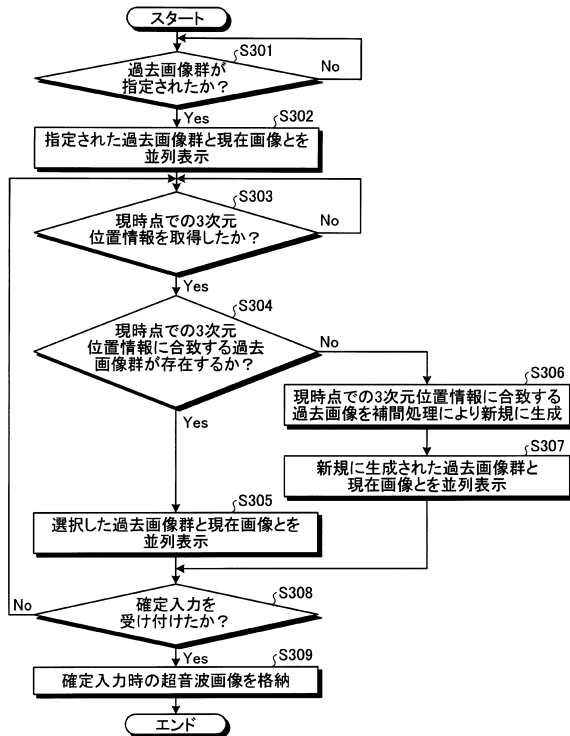 スタート
S301
過去画像群が
指定されたか？
No
Yes
S302
指定された過去画像群と現在画像とを
並列表示
S303
現時点での3次元
位置情報を取得したか？
No
Yes
S304
現時点での3次元
位置情報に合致する過去
画像群が存在するか？
No
Yes
S306
現時点での3次元位置情報に合致する
過去画像を補間処理により新規に生成
S307
新規に生成された過去画像群と
現在画像とを並列表示
S305
選択した過去画像群と現在画像とを
並列表示
S308
確定入力を
受け付けたか？
No
Yes
S309
確定入力時の超音波画像を格納
エンド